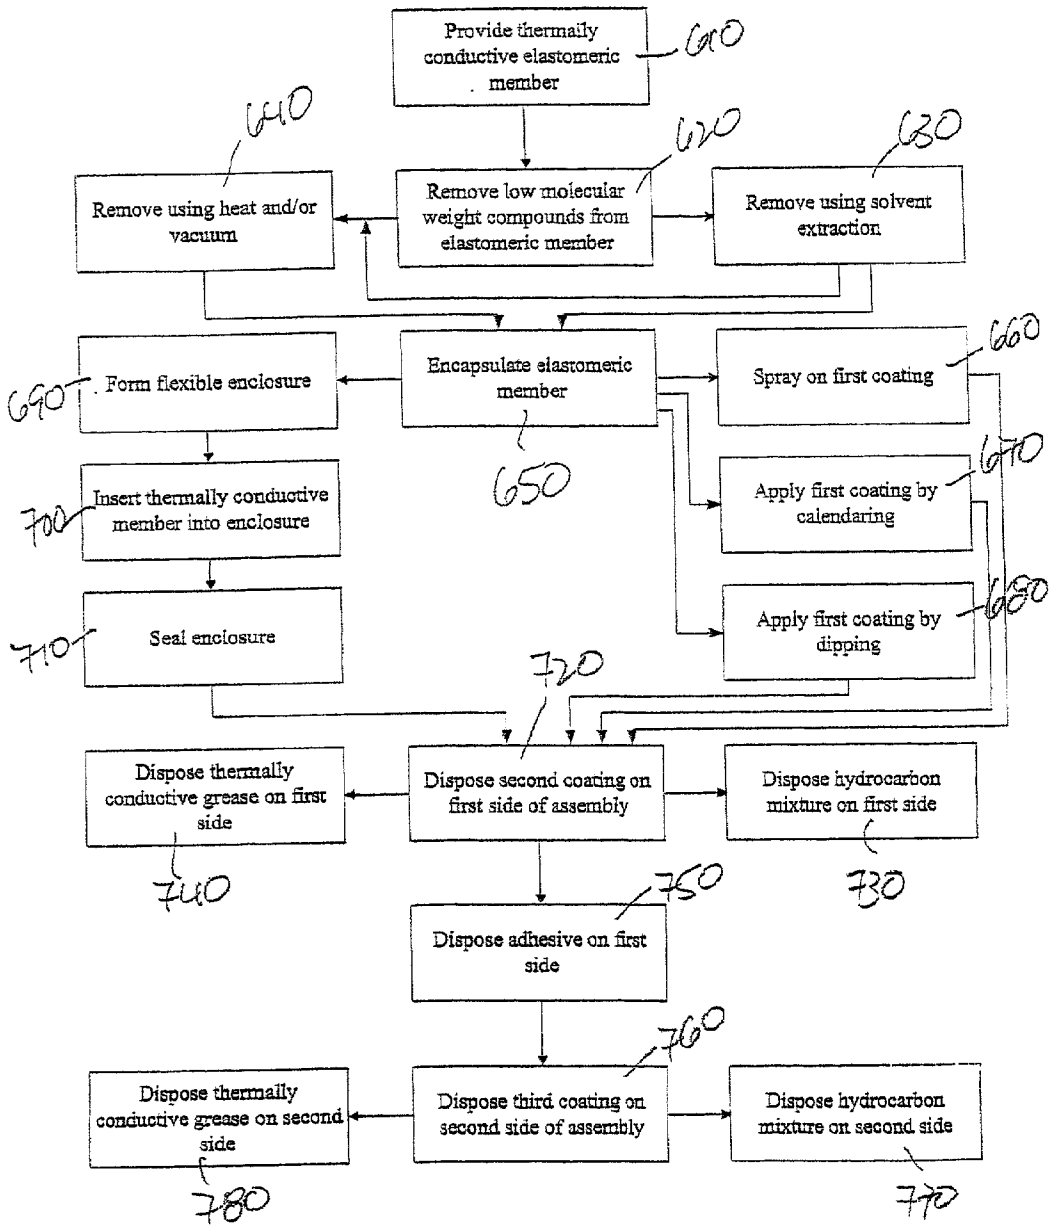 Provide thermally
conductive elastomeric
member
610
640
620
630
Remove using heat and/or
vacuum
Remove low molecular
weight compounds from
elastomeric member
Remove using solvent
extraction
690
Form flexible enclosure
Encapsulate elastomeric
member
650
Spray on first coating
660
700
Insert thermally conductive
member into enclosure
Apply first coating by
calendaring
670
710
Seal enclosure
Apply first coating by
dipping
680
720
Dispose thermally
conductive grease on first
side
740
Dispose second coating on
first side of assembly
Dispose hydrocarbon
mixture on first side
730
750
Dispose adhesive on first
side
760
Dispose thermally
conductive grease on second
side
780
Dispose third coating on
second side of assembly
Dispose hydrocarbon
mixture on second side
770